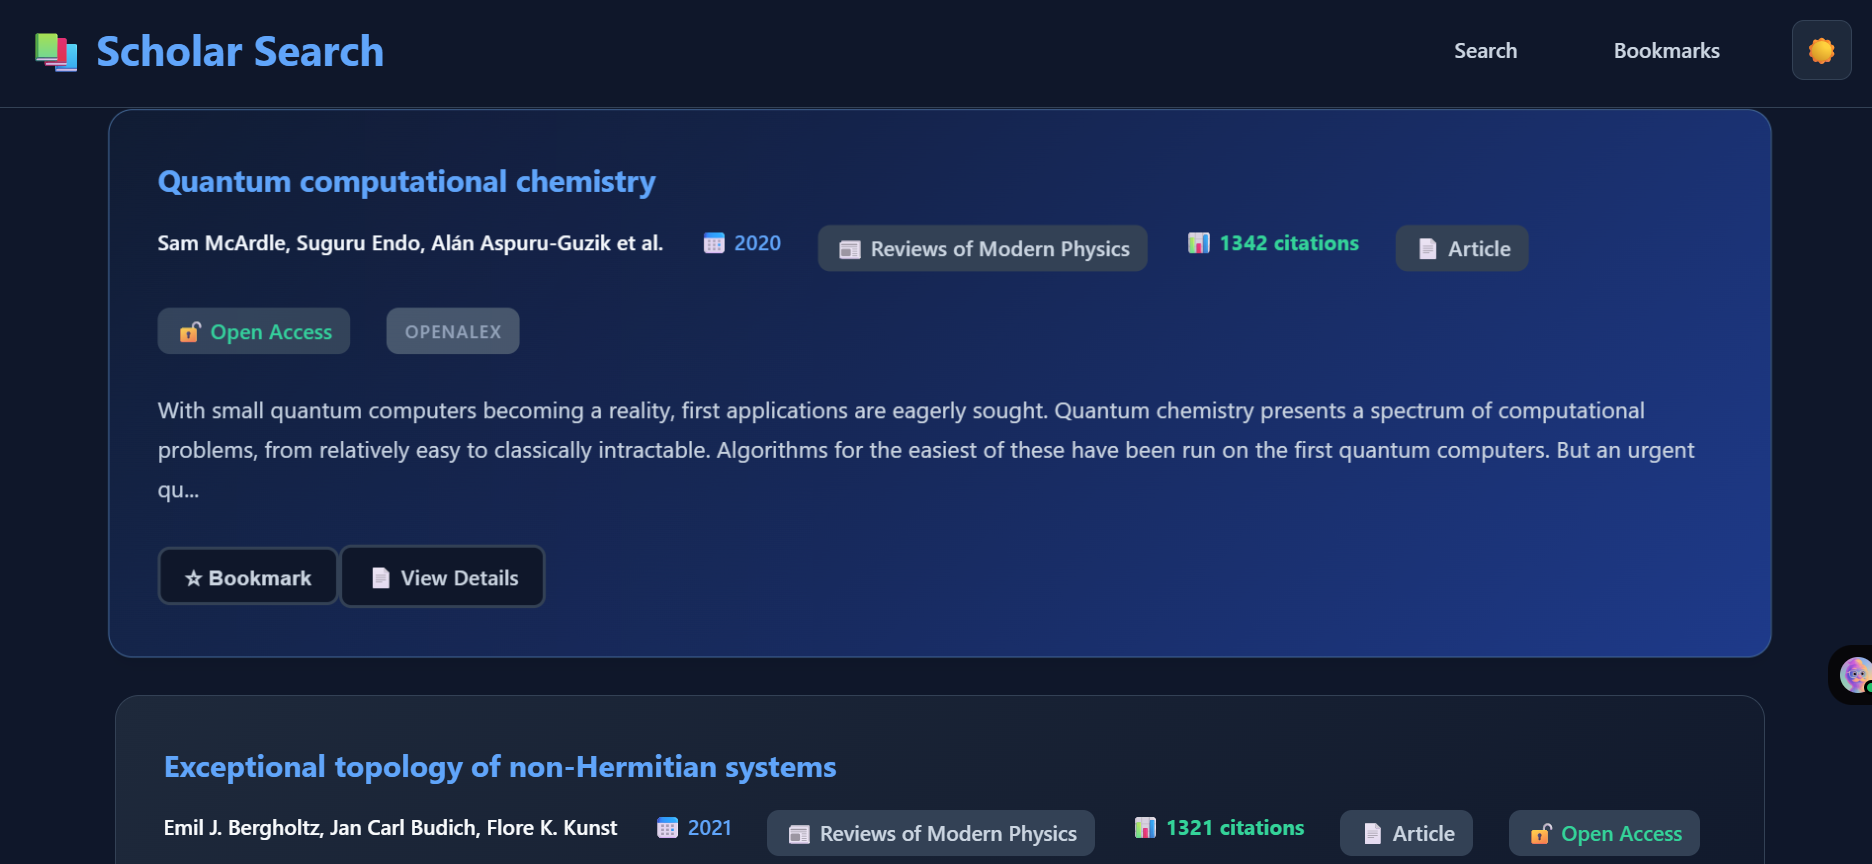 Scholar Search
Search
Bookmarks
Quantum computational chemistry
Sam McArdle, Suguru Endo, Alán Aspuru-Guzik et al. 2020 Reviews of Modern Physics 1342 citations Article
Open Access OPENALEX
With small quantum computers becoming a reality, first applications are eagerly sought. Quantum chemistry presents a spectrum of computational
problems, from relatively easy to classically intractable. Algorithms for the easiest of these have been run on the first quantum computers. But an urgent
qu...
☆ Bookmark View Details
Exceptional topology of non-Hermitian systems
Emil J. Bergholtz, Jan Carl Budich, Flore K. Kunst 2021 Reviews of Modern Physics 1321 citations Article Open Access